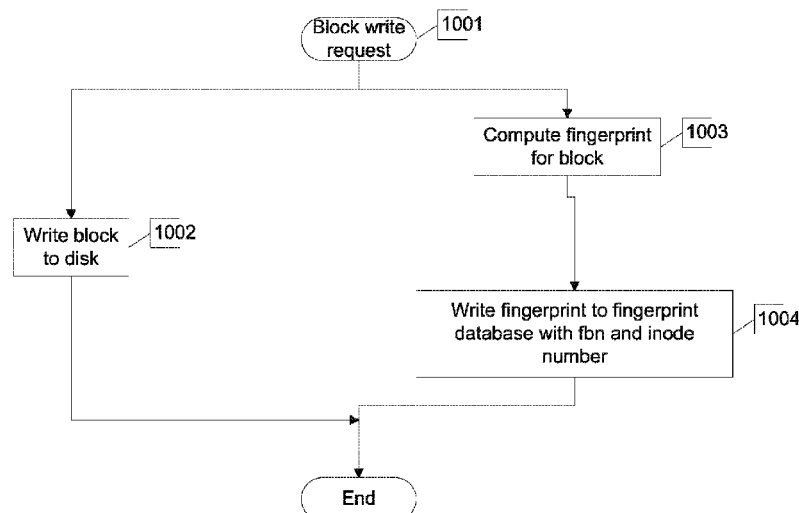 Block write
request
1001
Compute fingerprint
for block
1003
Write block
to disk
1002
Write fingerprint to fingerprint
database with fbn and inode
number
1004
End